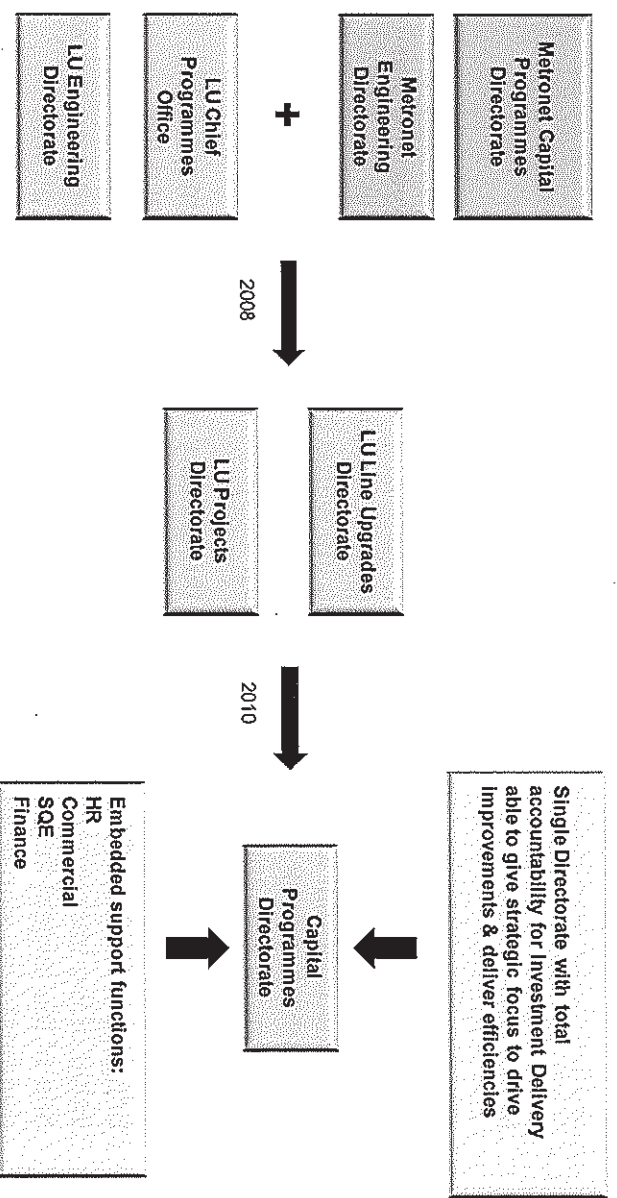 Metronet Capital
Programmes
Directorate
Metronet
Engineering
Directorate
+
LU Chief
Programmes
Office
LU Engineering
Directorate
2008
LU Line Upgrades
Directorate
LU Projects
Directorate
2010
Single Directorate with total
accountability for Investment Delivery
able to give strategic focus to drive
improvements & deliver efficiencies
Capital
Programmes
Directorate
Embedded support functions:
HR
Commercial
SQE
Finance